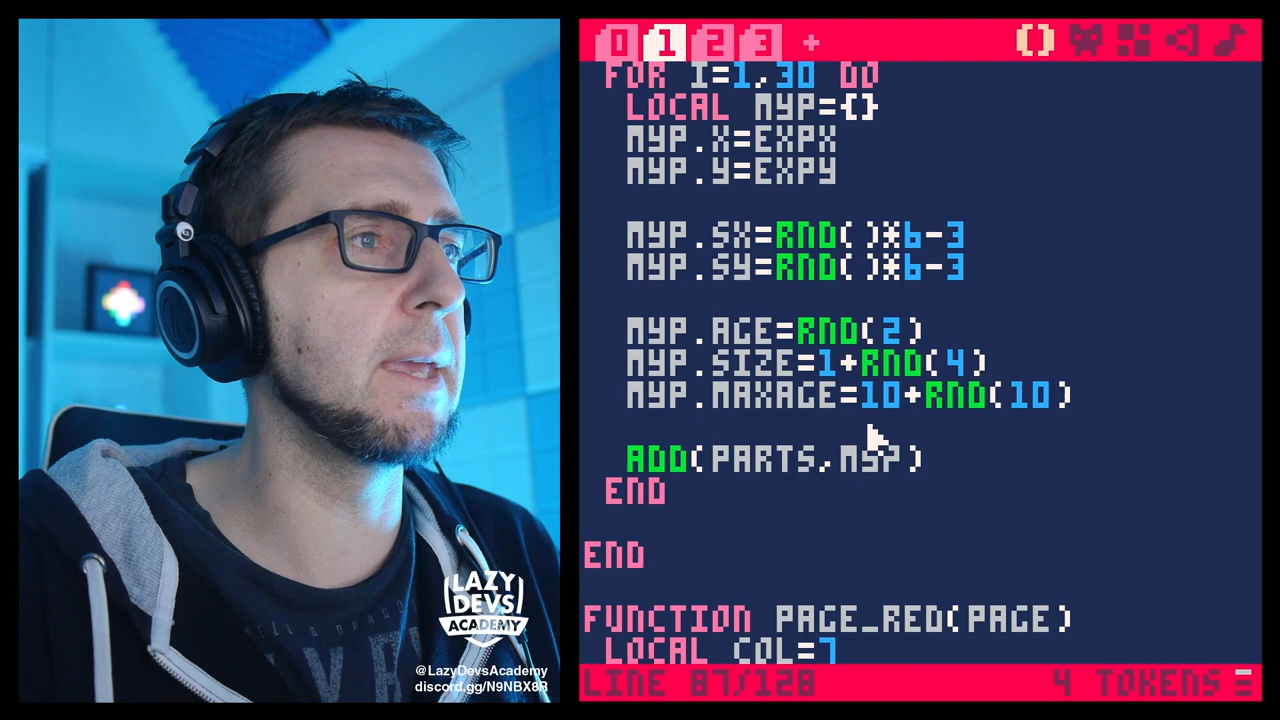 LAZY
DEVS
ACADEMY
@LazyDevsAcademy
discord.gg/N9NBX8R
0 1 2 3 +
FOR I=1,30 DO
LOCAL MYP={}
MYP.X=EXPX
MYP.Y=EXPY
MYP.SX=RND()*6-3
MYP.SY=RND()*6-3
MYP.AGE=RND(2)
MYP.SIZE=1+RND(4)
MYP.MAXAGE=10+RND(10)
ADD(PARTS,MYP)
END
END
FUNCTION PAGE_RED(PAGE)
LOCAL COL=7
LINE 87/128
4 TOKENS